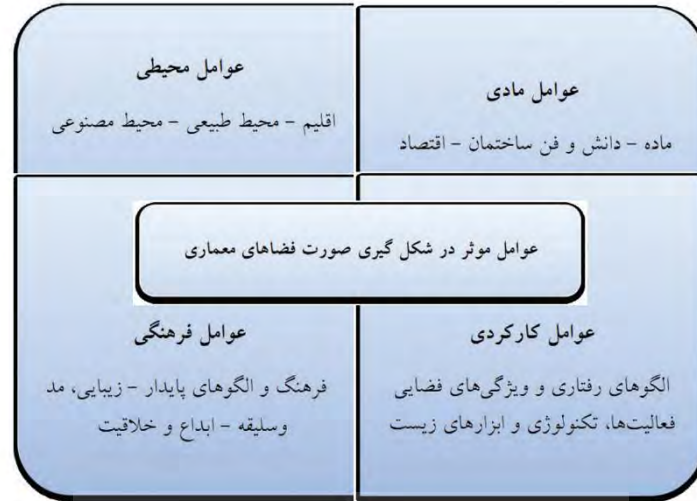 عوامل مادی
ماده – دانش و فن ساختمان – اقتصاد
عوامل محیطی
اقلیم – محیط طبیعی – محیط مصنوعی
عوامل موثر در شکل گیری صورت فضاهای معماری
عوامل کارکردی
الگوهای رفتاری و ویژگی‌های فضایی
فعالیت‌ها، تکنولوژی و ابزارهای زیست
عوامل فرهنگی
فرهنگ و الگوهای پایدار – زیبایی، مد
وسلیقه – ابداع و خلاقیت